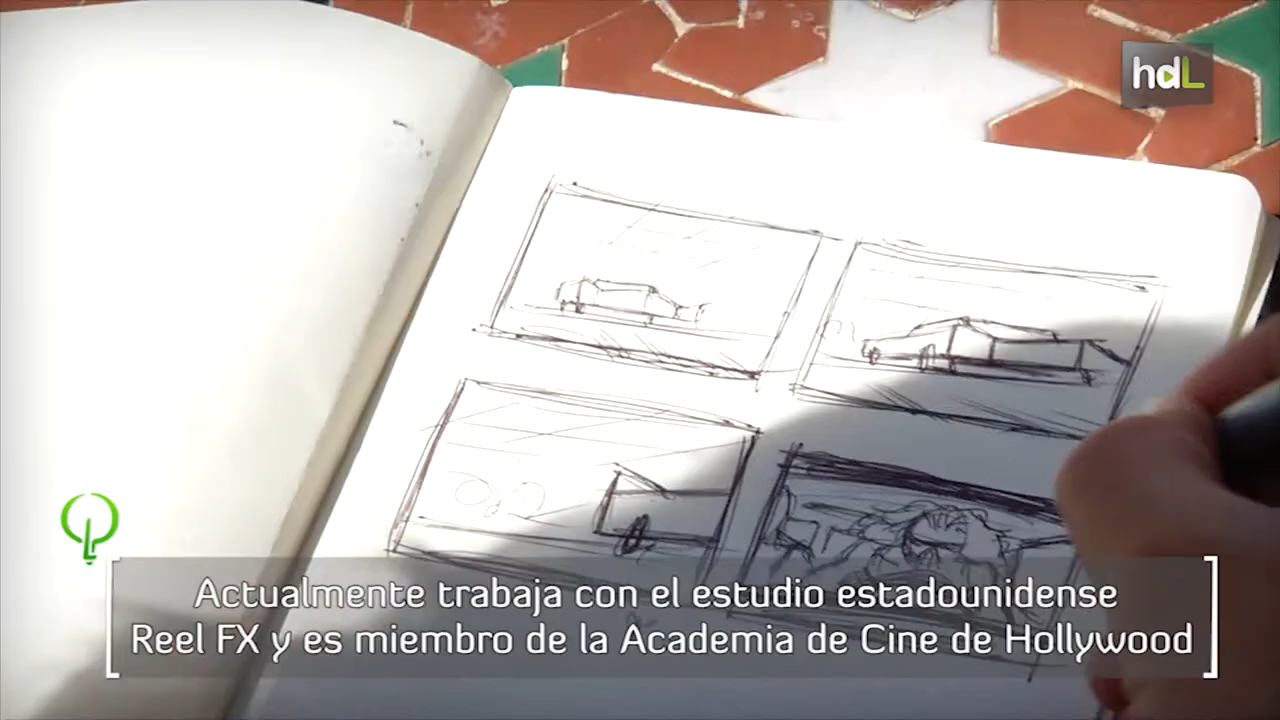 hdL
Actualmente trabaja con el estudio estadounidense
Reel FX y es miembro de la Academia de Cine de Hollywood